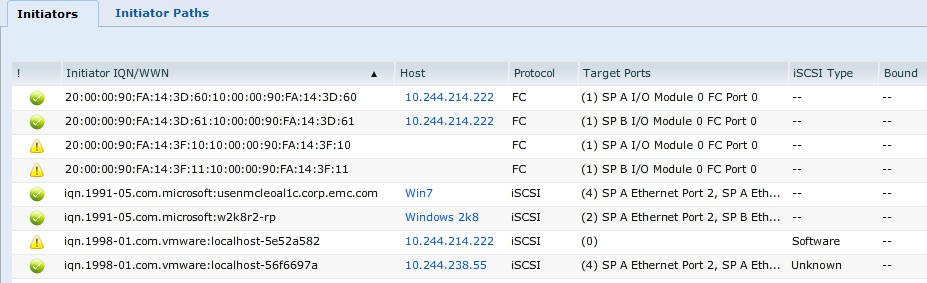 Initiators Initiator Paths
! Initiator IQN/WWN Host Protocol Target Ports iSCSI Type Bound
20:00:00:90:FA:14:3D:60:10:00:00:90:FA:14:3D:60 10.244.214.222 FC (1) SP A I/O Module 0 FC Port 0 -- --
20:00:00:90:FA:14:3D:61:10:00:00:90:FA:14:3D:61 10.244.214.222 FC (1) SP B I/O Module 0 FC Port 0 -- --
20:00:00:90:FA:14:3F:10:10:00:00:90:FA:14:3F:10 FC (1) SP A I/O Module 0 FC Port 0 -- --
20:00:00:90:FA:14:3F:11:10:00:00:90:FA:14:3F:11 FC (1) SP B I/O Module 0 FC Port 0 -- --
iqn.1991-05.com.microsoft:usenmcleoal1c.corp.emc.com Win7 iSCSI (4) SP A Ethernet Port 2, SP A Eth... -- --
iqn.1991-05.com.microsoft:w2k8r2-rp Windows 2k8 iSCSI (2) SP A Ethernet Port 2, SP B Eth... -- --
iqn.1998-01.com.vmware:localhost-5e52a582 10.244.214.222 iSCSI (0) Software --
iqn.1998-01.com.vmware:localhost-56f6697a 10.244.238.55 iSCSI (4) SP A Ethernet Port 2, SP A Eth... Unknown --